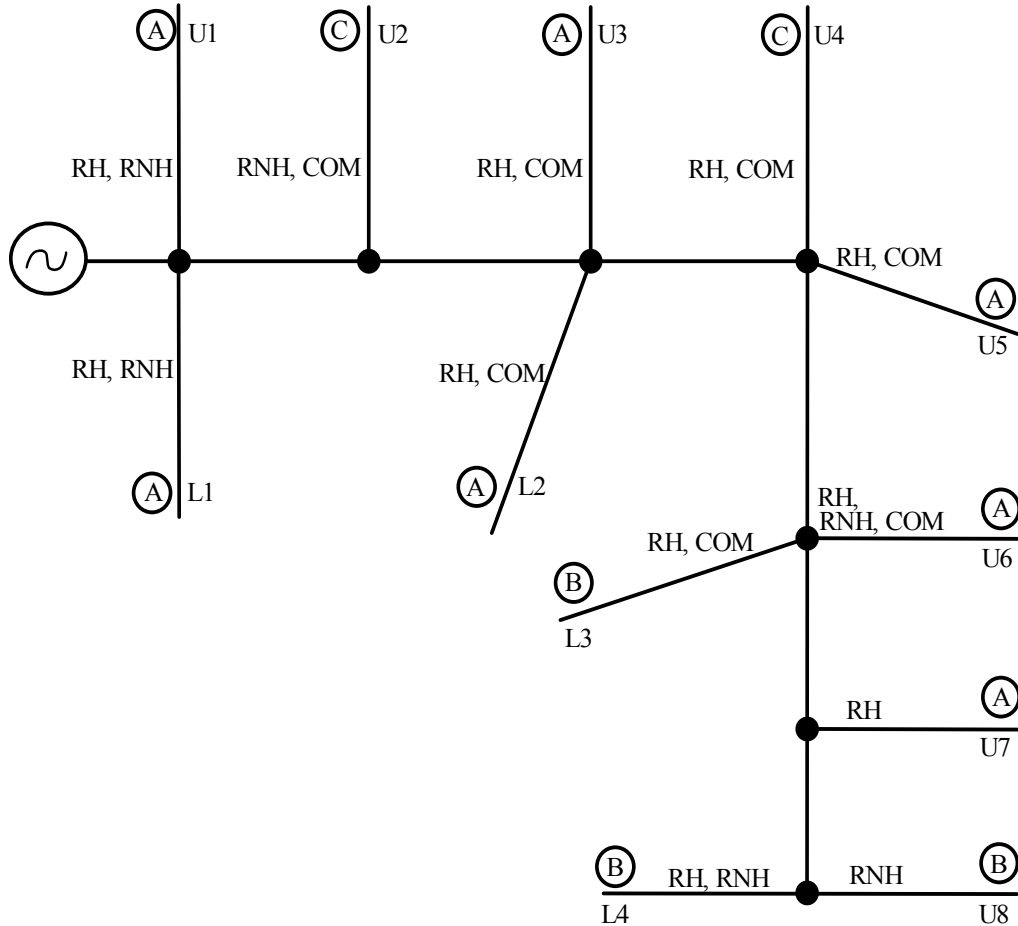 A U1
C U2
A U3
C U4
RH, RNH
RNH, COM
RH, COM
RH, COM
RH, COM
A
U5
RH, RNH
RH, COM
A L1
A L2
RH,
RNH, COM
A
U6
RH, COM
B
L3
RH
A
U7
B
L4
RH, RNH
RNH
B
U8